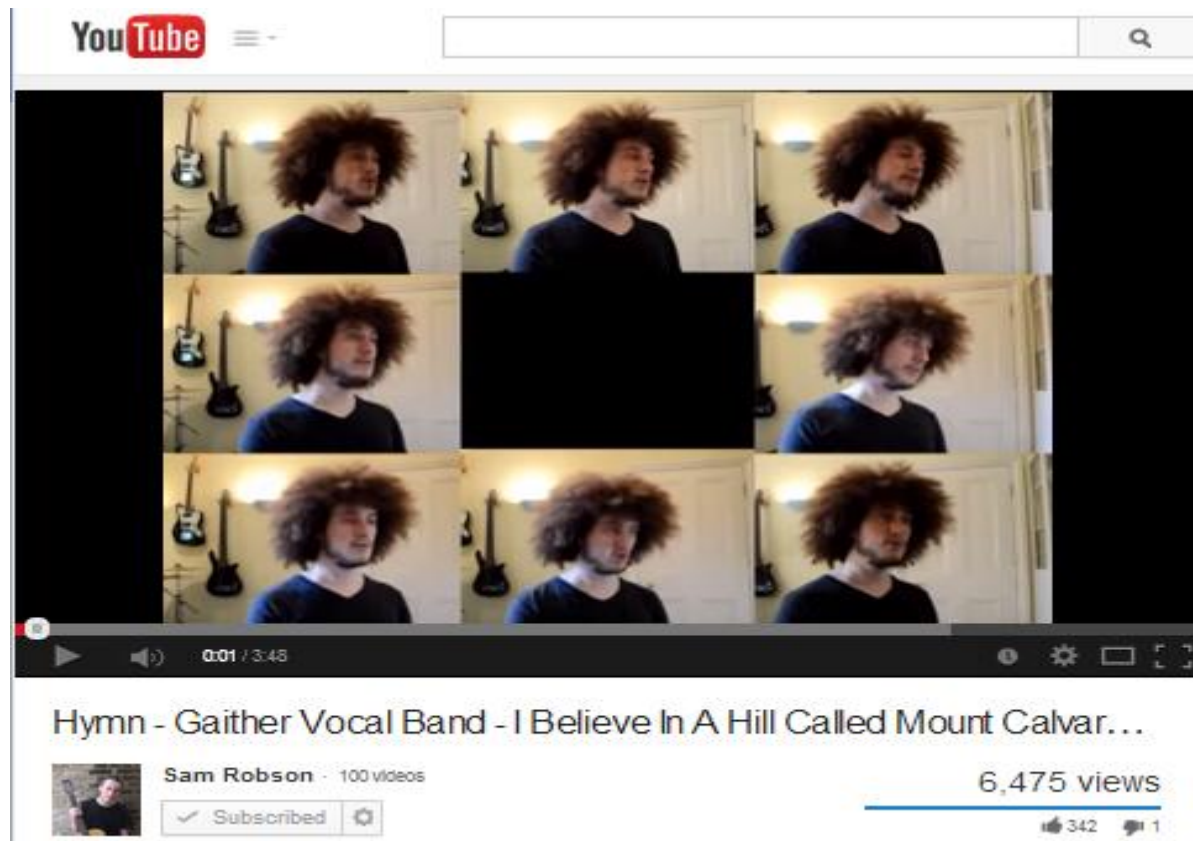 YouTube
0:01 / 3:48
Hymn - Gaither Vocal Band - I Believe In A Hill Called Mount Calvar...
Sam Robson · 100 videos
6,475 views
Subscribed
342 1